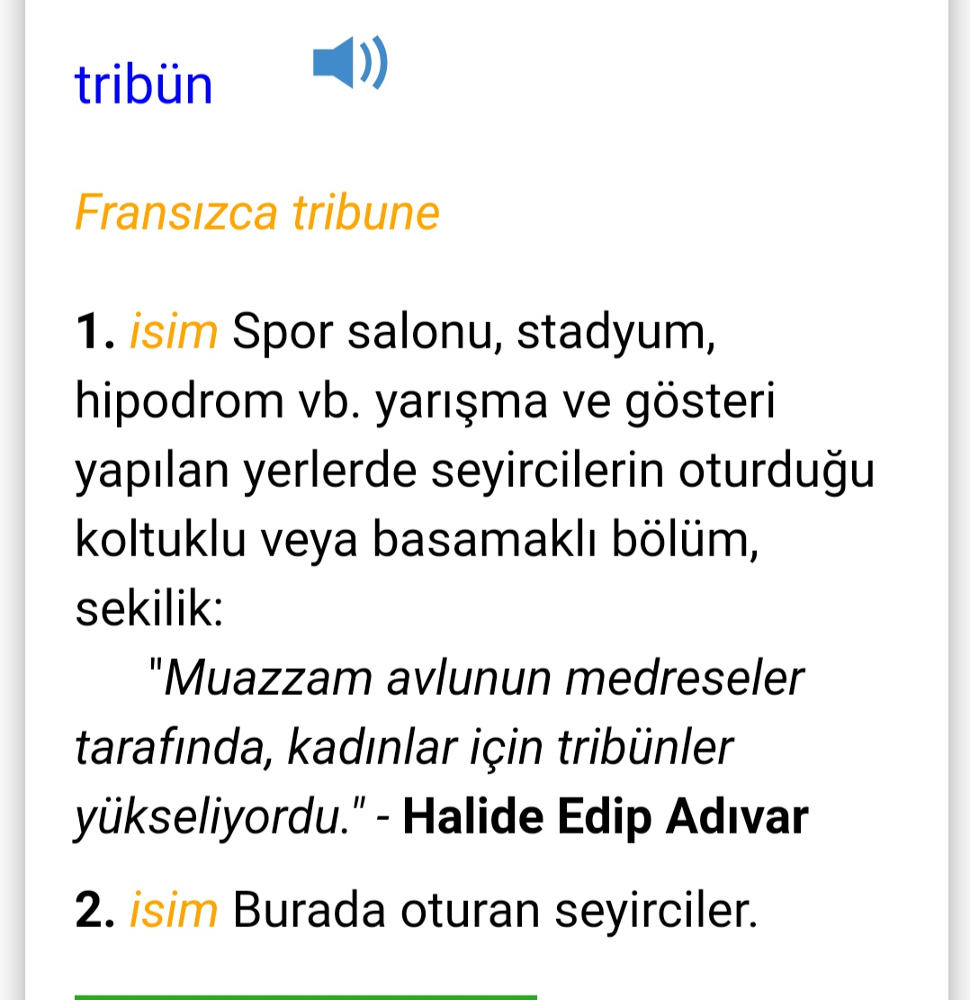 tribün
Fransızca tribune
1. isim Spor salonu, stadyum,
hipodrom vb. yarışma ve gösteri
yapılan yerlerde seyircilerin oturduğu
koltuklu veya basamaklı bölüm,
sekilik:
"Muazzam avlunun medreseler
tarafında, kadınlar için tribünler
yükseliyordu." - Halide Edip Adıvar
2. isim Burada oturan seyirciler.